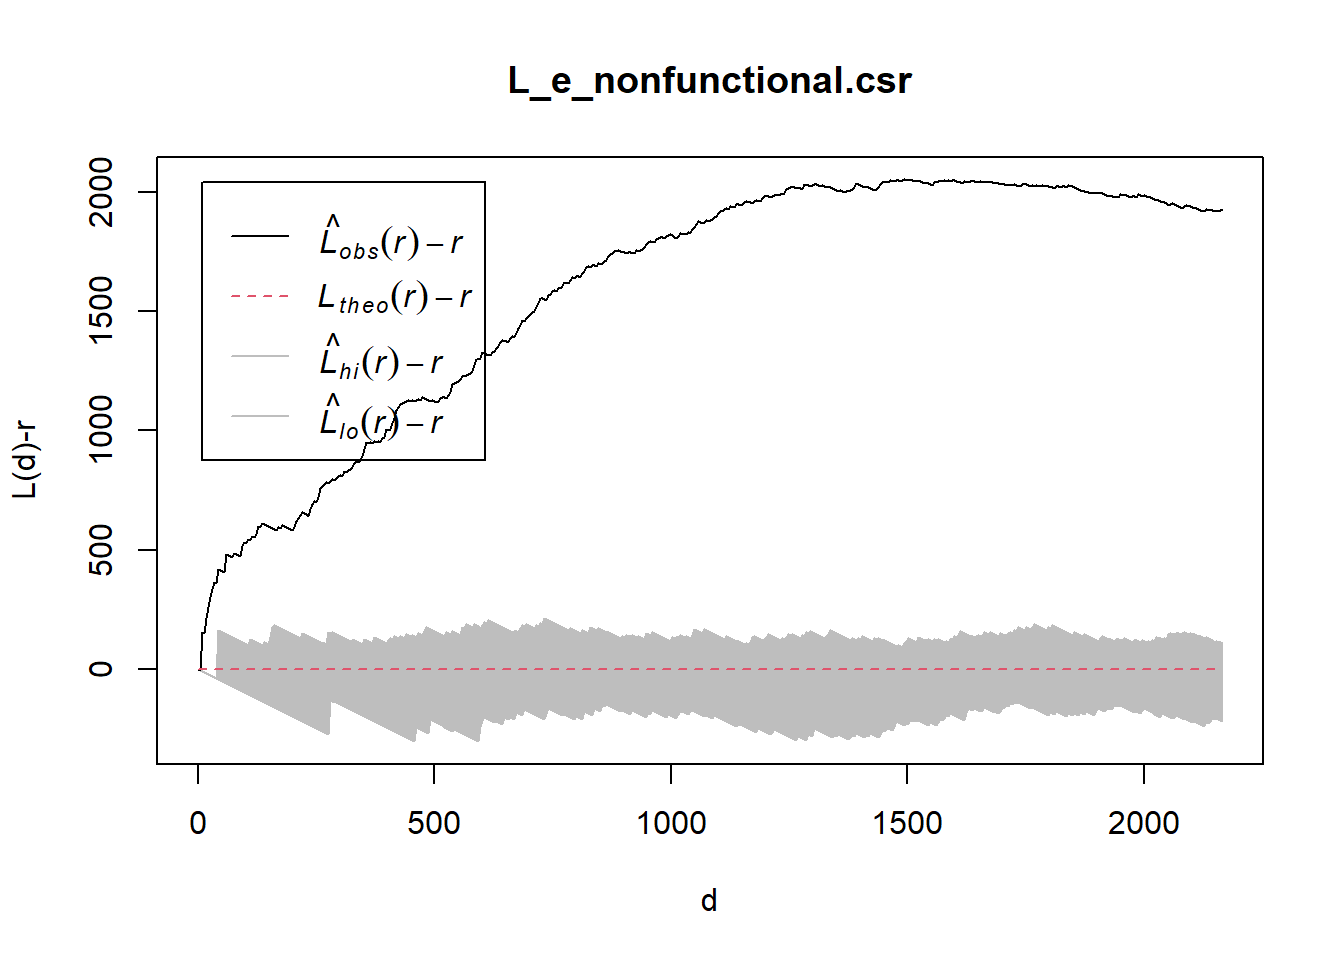 L_e_nonfunctional.csr
L̂obs(r) – r
Ltheo(r) – r
L̂hi(r) – r
L̂lo(r) – r
L(d)-r
2000
1500
1000
500
0
0 500 1000 1500 2000
d